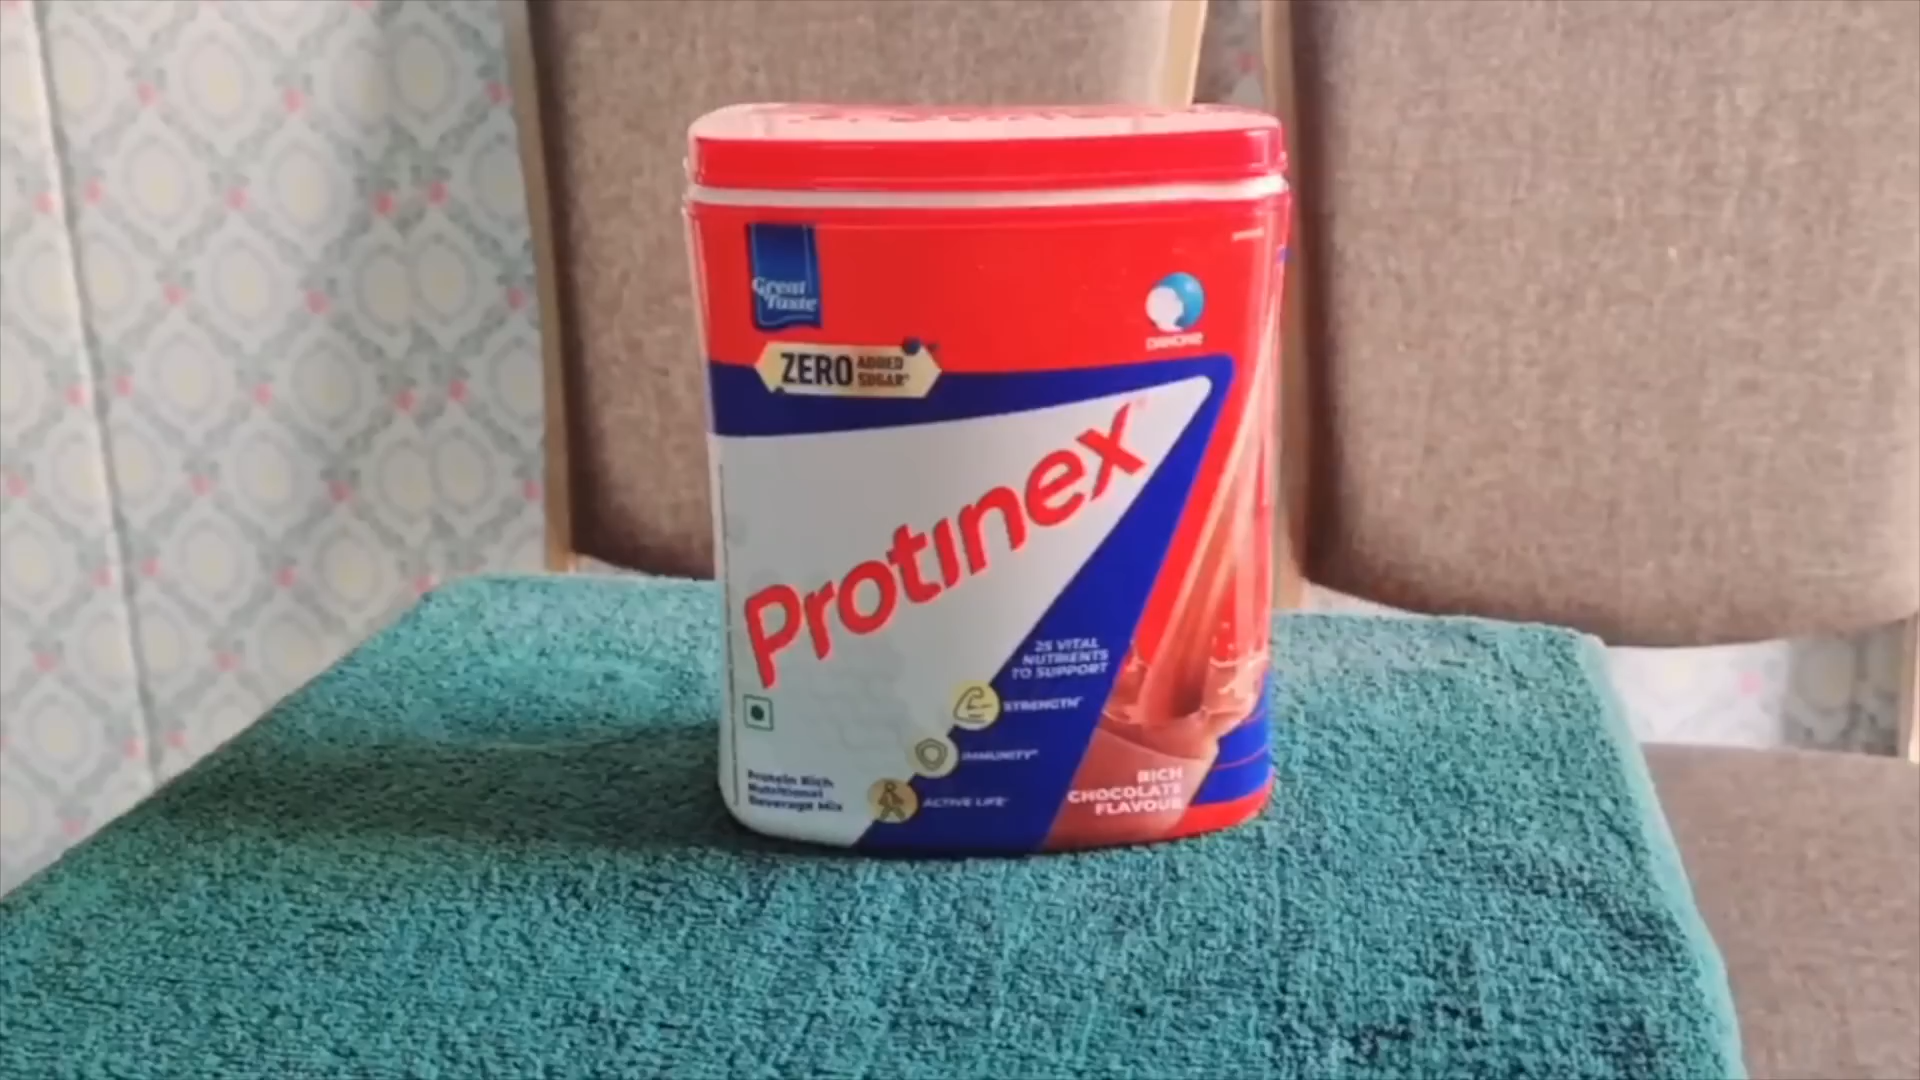 Great
Taste
DANONE
ZERO ADDED
SUGAR*
Protinex
25 VITAL
NUTRIENTS
TO SUPPORT
STRENGTH
IMMUNITY
ACTIVE LIFE
Protein Rich
Nutritional
Beverage Mix
RICH
CHOCOLATE
FLAVOUR